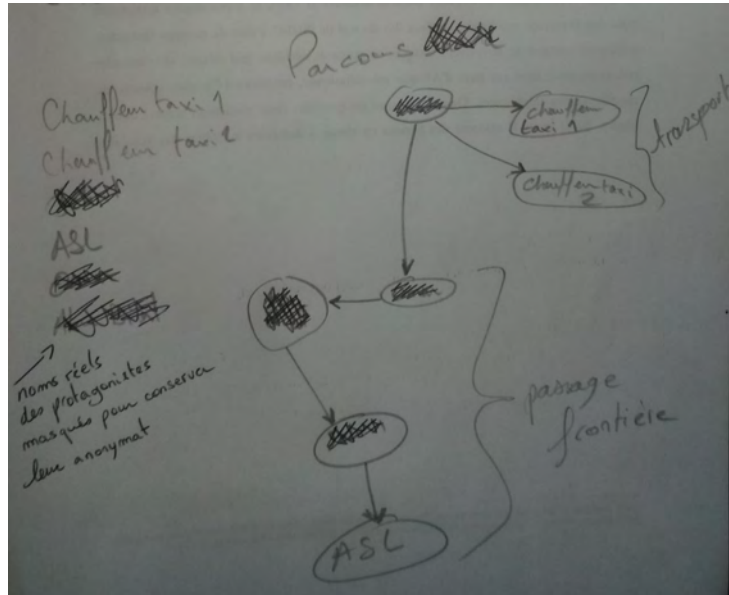 Parcours
Chauffeur taxi 1
Chauffeur taxi 2
ASL
noms réels
des protagonistes
masqués pour conserver
leur anonymat
chauffeur
taxi 1
chauffeur taxi
2
transport
passage
frontière
ASL